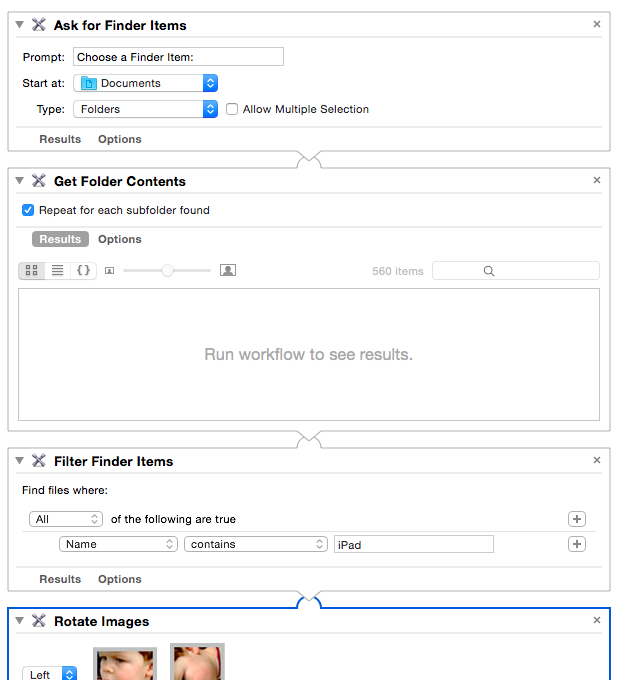 Ask for Finder Items
Prompt: Choose a Finder Item:
Start at: Documents
Type: Folders Allow Multiple Selection
Results Options
Get Folder Contents
Repeat for each subfolder found
Results Options
560 items
Run workflow to see results.
Filter Finder Items
Find files where:
All of the following are true
Name contains iPad
Results Options
Rotate Images
Left